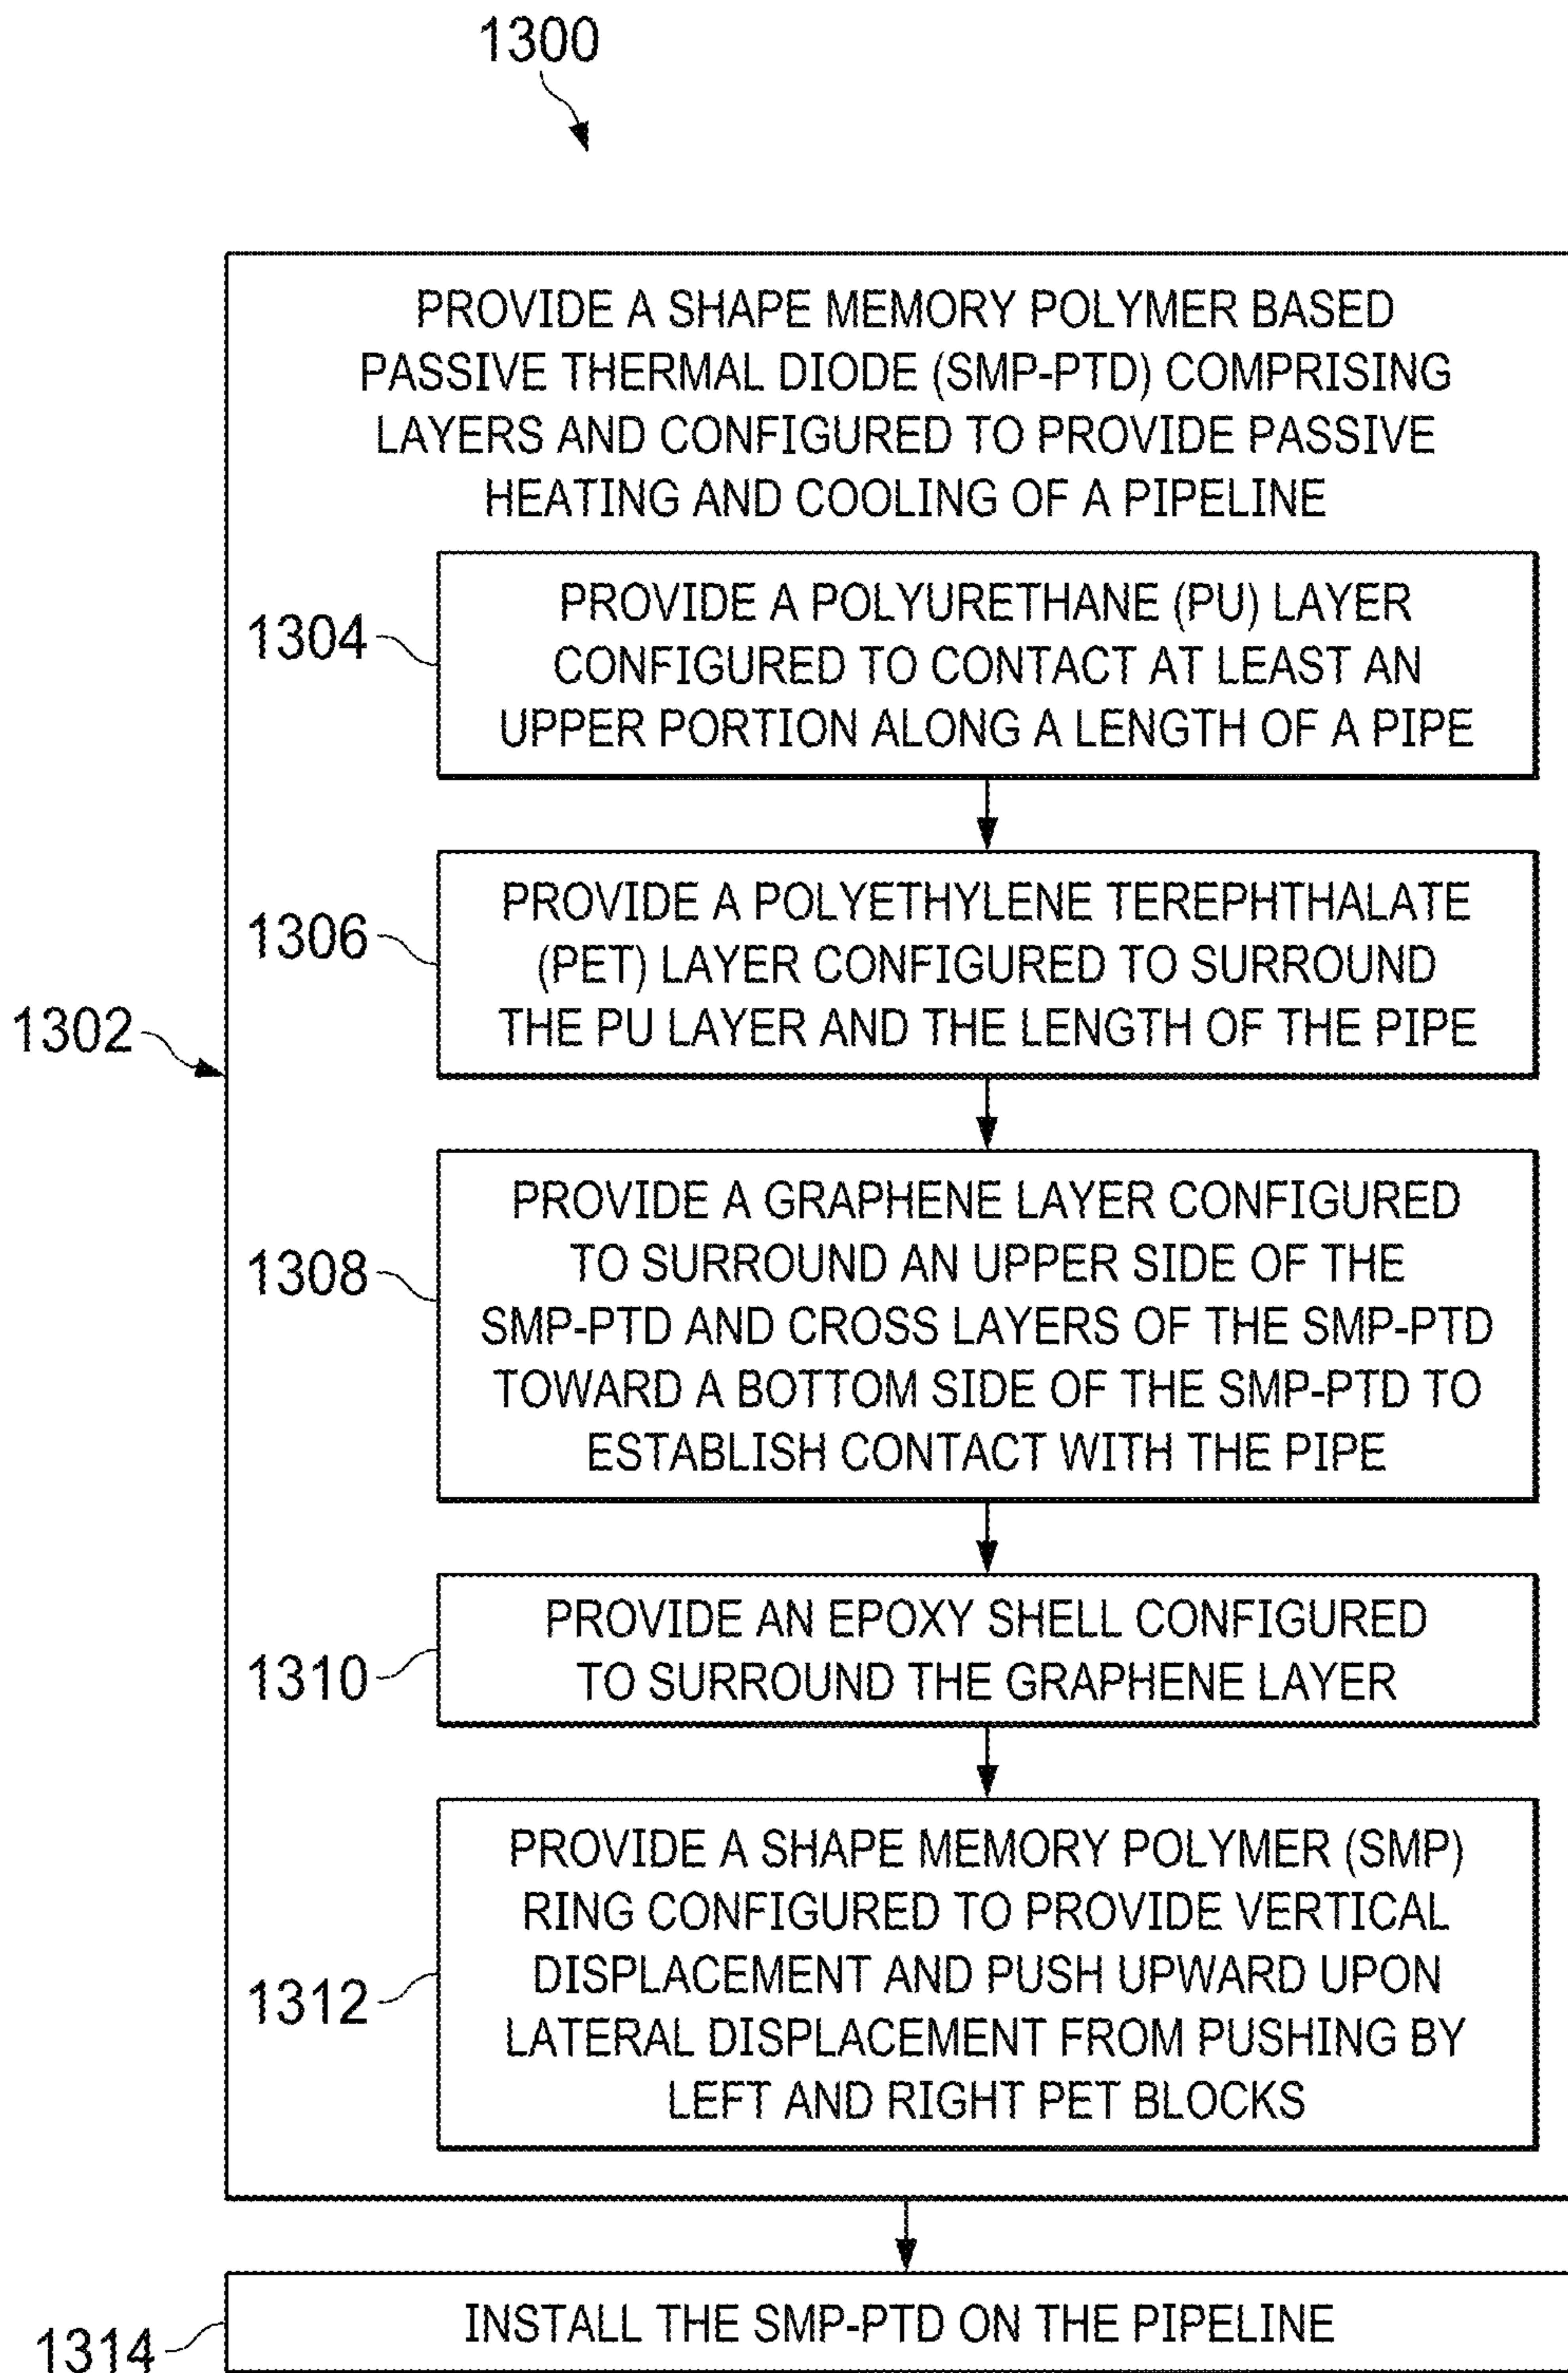 1300
PROVIDE A SHAPE MEMORY POLYMER BASED
PASSIVE THERMAL DIODE (SMP-PTD) COMPRISING
LAYERS AND CONFIGURED TO PROVIDE PASSIVE
HEATING AND COOLING OF A PIPELINE
1304
PROVIDE A POLYURETHANE (PU) LAYER
CONFIGURED TO CONTACT AT LEAST AN
UPPER PORTION ALONG A LENGTH OF A PIPE
1306
PROVIDE A POLYETHYLENE TEREPHTHALATE
(PET) LAYER CONFIGURED TO SURROUND
THE PU LAYER AND THE LENGTH OF THE PIPE
1302
1308
PROVIDE A GRAPHENE LAYER CONFIGURED
TO SURROUND AN UPPER SIDE OF THE
SMP-PTD AND CROSS LAYERS OF THE SMP-PTD
TOWARD A BOTTOM SIDE OF THE SMP-PTD TO
ESTABLISH CONTACT WITH THE PIPE
1310
PROVIDE AN EPOXY SHELL CONFIGURED
TO SURROUND THE GRAPHENE LAYER
1312
PROVIDE A SHAPE MEMORY POLYMER (SMP)
RING CONFIGURED TO PROVIDE VERTICAL
DISPLACEMENT AND PUSH UPWARD UPON
LATERAL DISPLACEMENT FROM PUSHING BY
LEFT AND RIGHT PET BLOCKS
1314
INSTALL THE SMP-PTD ON THE PIPELINE